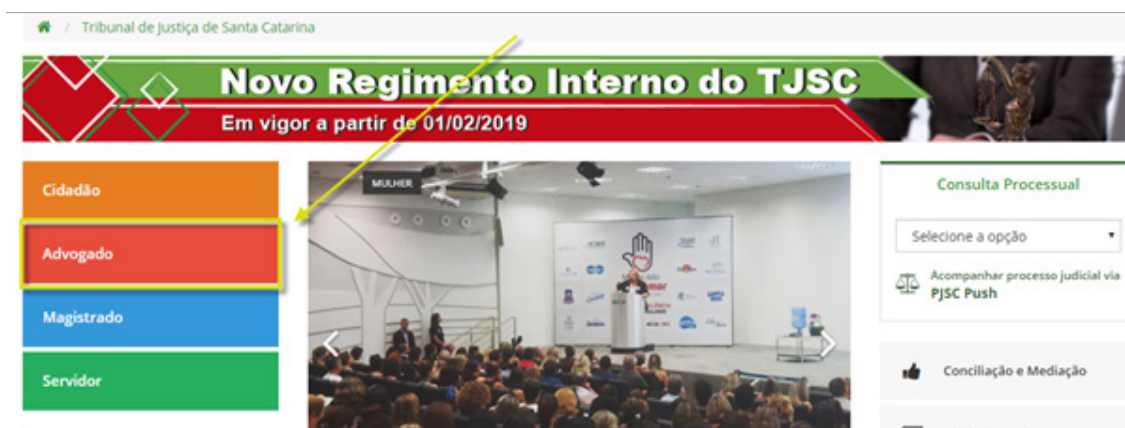 / Tribunal de Justiça de Santa Catarina
Novo Regimento Interno do TJSC
Em vigor a partir de 01/02/2019
Cidadão
Advogado
Magistrado
Servidor
MULHER
Consulta Processual
Selecione a opção
Acompanhar processo judicial via
PJSC Push
Conciliação e Mediação